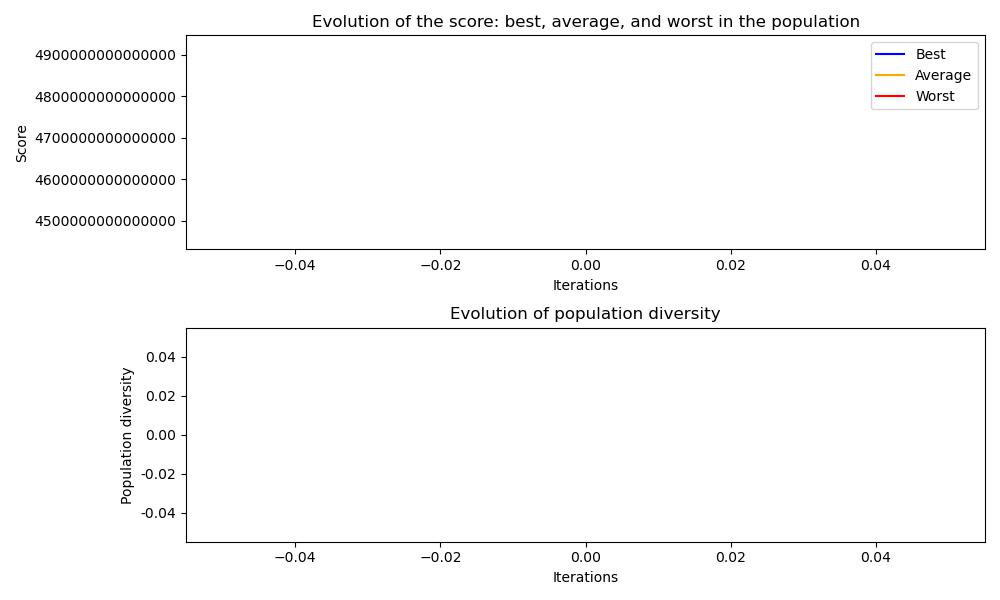 Evolution of the score: best, average, and worst in the population
4900000000000000
4800000000000000
4700000000000000
4600000000000000
4500000000000000
Score
Best
Average
Worst
−0.04 −0.02 0.00 0.02 0.04
Iterations
Evolution of population diversity
0.04
0.02
0.00
-0.02
-0.04
Population diversity
−0.04 −0.02 0.00 0.02 0.04
Iterations